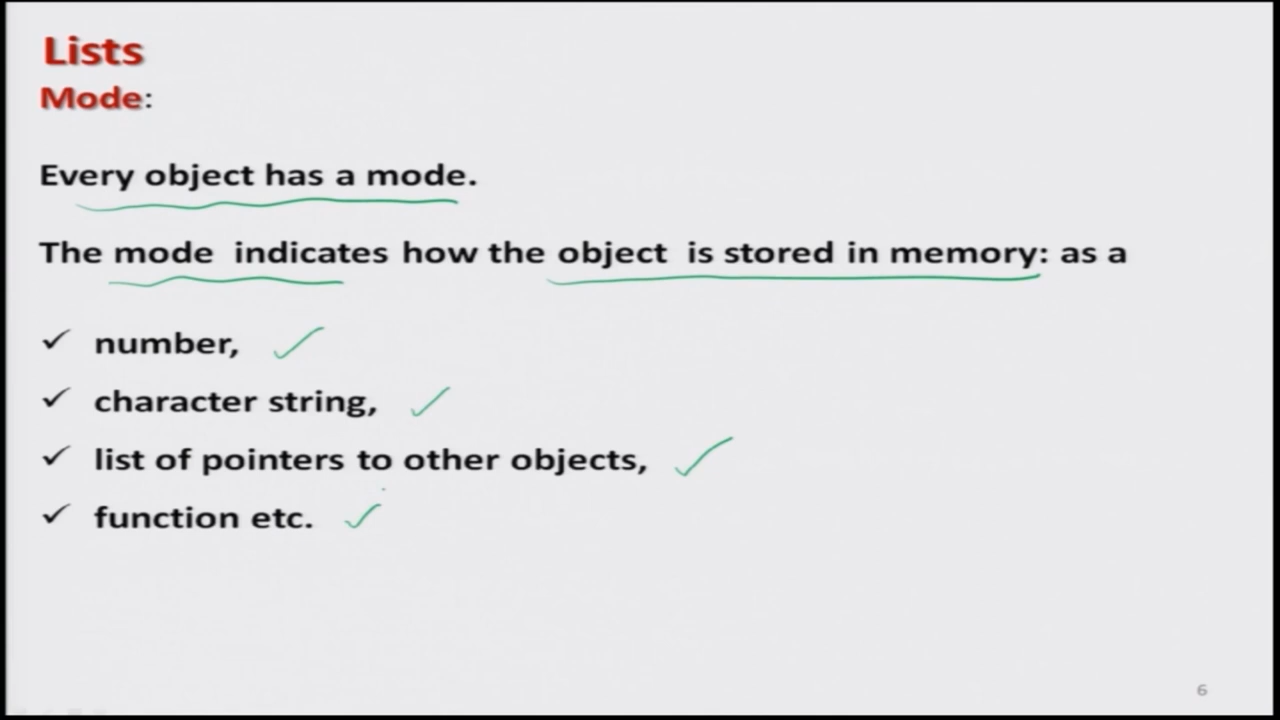 Lists
Mode:
Every object has a mode.
The mode indicates how the object is stored in memory: as a
✓ number,
✓ character string,
✓ list of pointers to other objects,
✓ function etc.
6